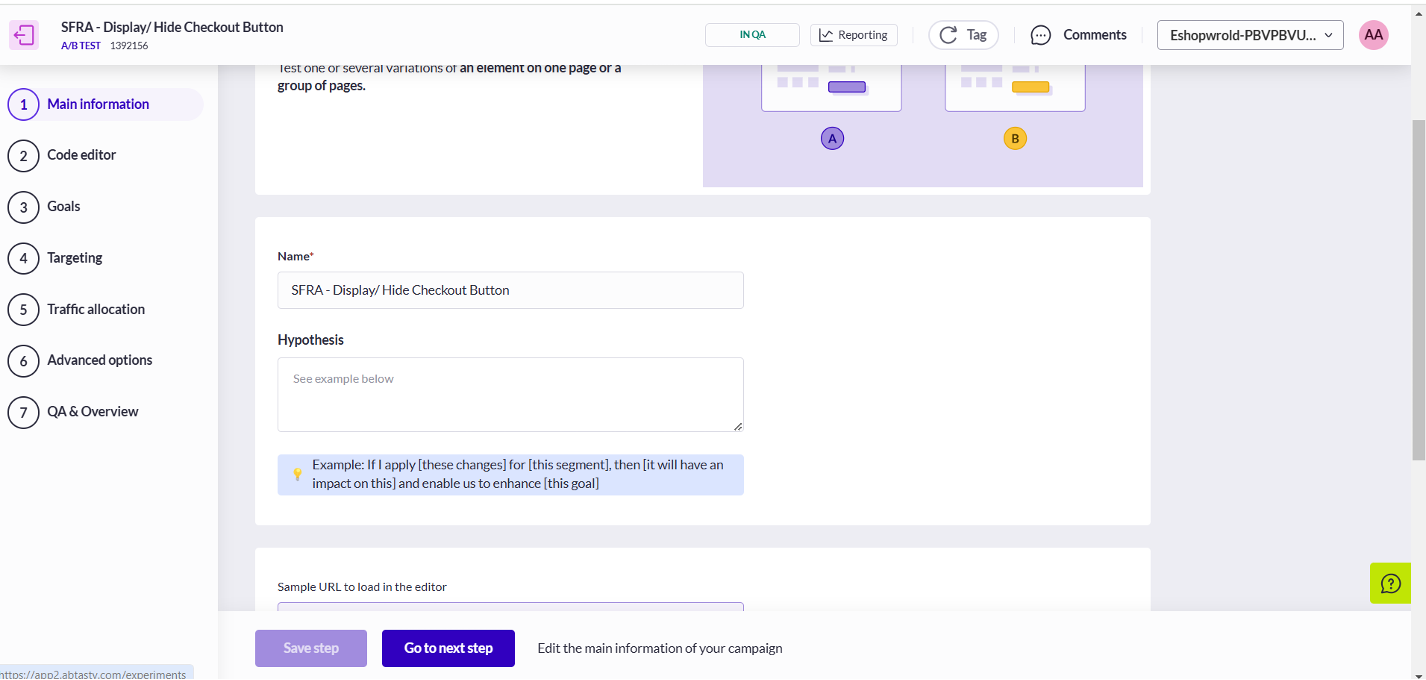 SFRA - Display/ Hide Checkout Button
A/B TEST 1392156
IN QA
Reporting
Tag
Comments
Eshopwrold-PBVPBVU...
AA
1 Main information
2 Code editor
3 Goals
4 Targeting
5 Traffic allocation
6 Advanced options
7 QA & Overview
Test one or several variations of an element on one page or a
group of pages.
A
B
Name*
SFRA - Display/ Hide Checkout Button
Hypothesis
See example below
Example: If I apply [these changes] for [this segment], then [it will have an
impact on this] and enable us to enhance [this goal]
Sample URL to load in the editor
Save step
Go to next step
Edit the main information of your campaign
https://app2.abtasty.com/experiments